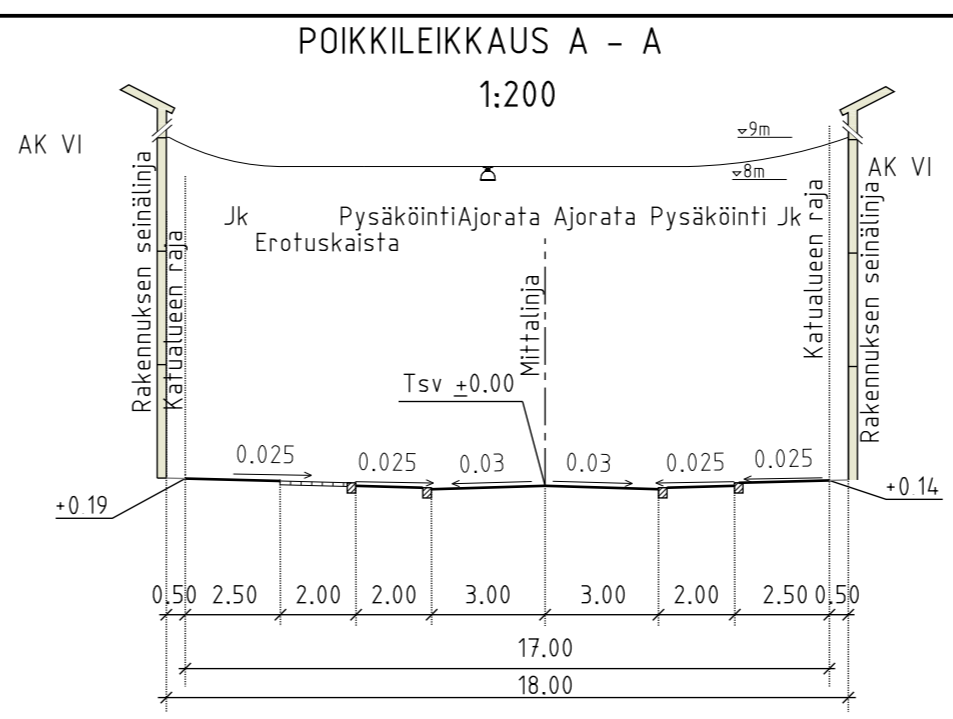 POIKKILEIKKAUS A - A
1:200
AK VI
▿9m
▿8m
AK VI
Rakennuksen seinälinja
Katualueen raja
Jk
Pysäköinti Ajorata Ajorata Pysäköinti Jk
Erotuskaista
Mittalinja
Katualueen raja
Rakennuksen seinälinja
Tsv ±0.00
0.025 0.025 0.03 0.03 0.025 0.025
+0.19
+0.14
0.50 2.50 2.00 2.00 3.00 3.00 2.00 2.50 0.50
17.00
18.00